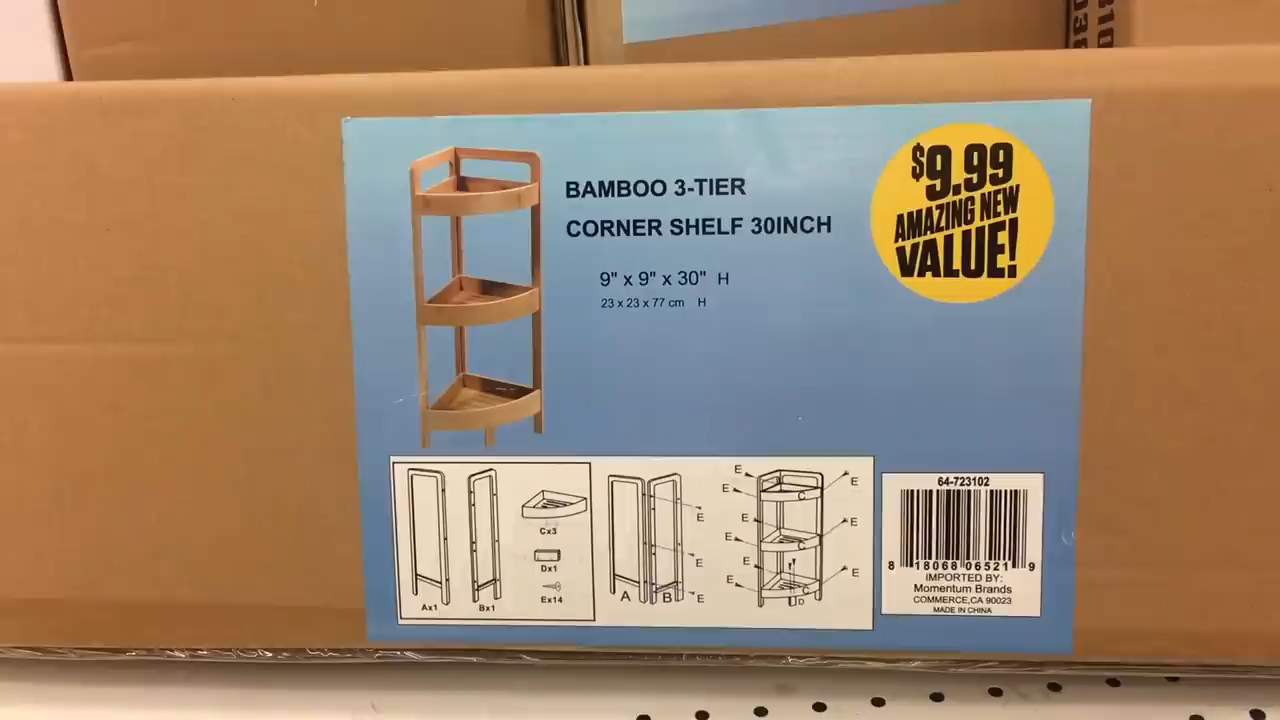 BAMBOO 3-TIER
CORNER SHELF 30INCH
9" x 9" x 30" H
23 x 23 x 77 cm H
$9.99
AMAZING NEW
VALUE!
Ax1
Bx1
Cx3
Dx1
Ex14
A
B
E
E
E
E
E
E
E
E
E
E
E
E
D
64-723102
8 18068 06521 9
IMPORTED BY:
Momentum Brands
COMMERCE,CA 90023
MADE IN CHINA